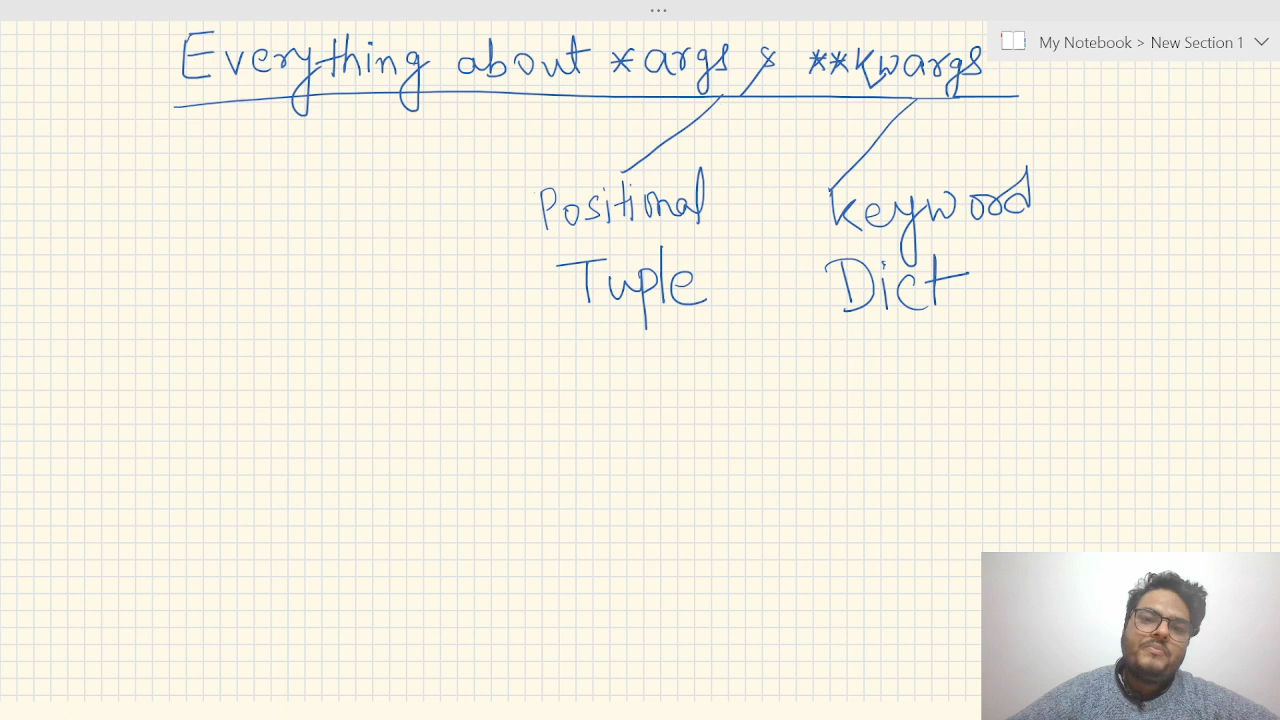 Everything about *args & **kwargs
My Notebook > New Section 1
Positional Keyword
Tuple Dict